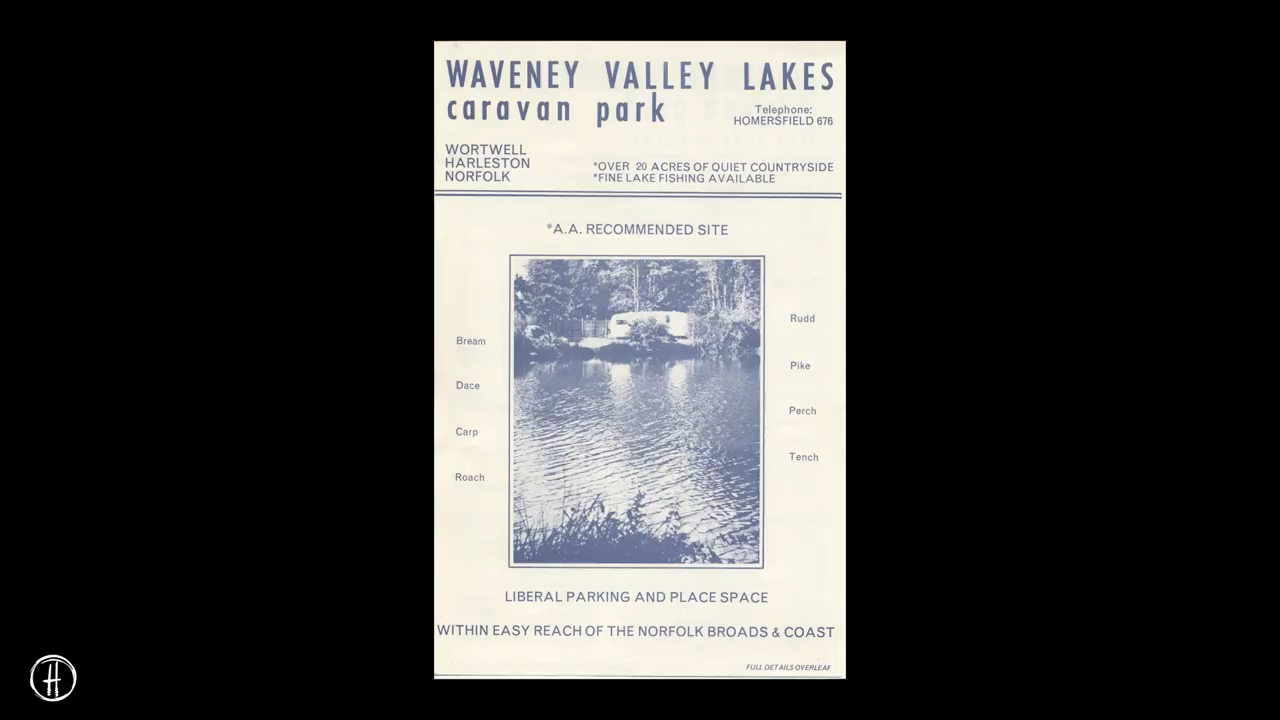 WAVENEY VALLEY LAKES
caravan park
Telephone:
HOMERSFIELD 676
WORTWELL
HARLESTON
NORFOLK
*OVER 20 ACRES OF QUIET COUNTRYSIDE
*FINE LAKE FISHING AVAILABLE
*A.A. RECOMMENDED SITE
Bream
Dace
Carp
Roach
Rudd
Pike
Perch
Tench
LIBERAL PARKING AND PLACE SPACE
WITHIN EASY REACH OF THE NORFOLK BROADS & COAST
FULL DETAILS OVERLEAF
H